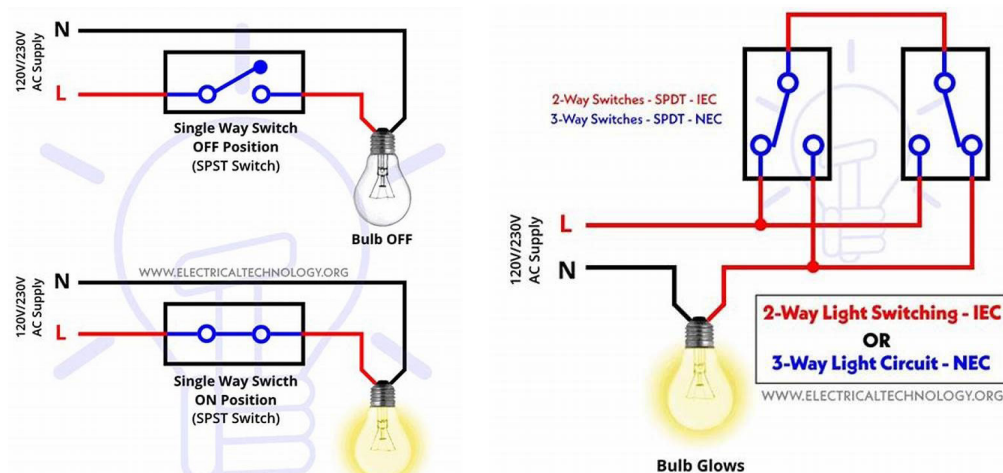 N
120V/230V
AC Supply
L
Single Way Switch
OFF Position
(SPST Switch)
Bulb OFF
WWW.ELECTRICALTECHNOLOGY.ORG
N
120V/230V
AC Supply
L
Single Way Swicth
ON Position
(SPST Switch)
2-Way Switches - SPDT - IEC
3-Way Switches - SPDT - NEC
120V/230V
AC Supply
L
N
2-Way Light Switching - IEC
OR
3-Way Light Circuit - NEC
WWW.ELECTRICALTECHNOLOGY.ORG
Bulb Glows